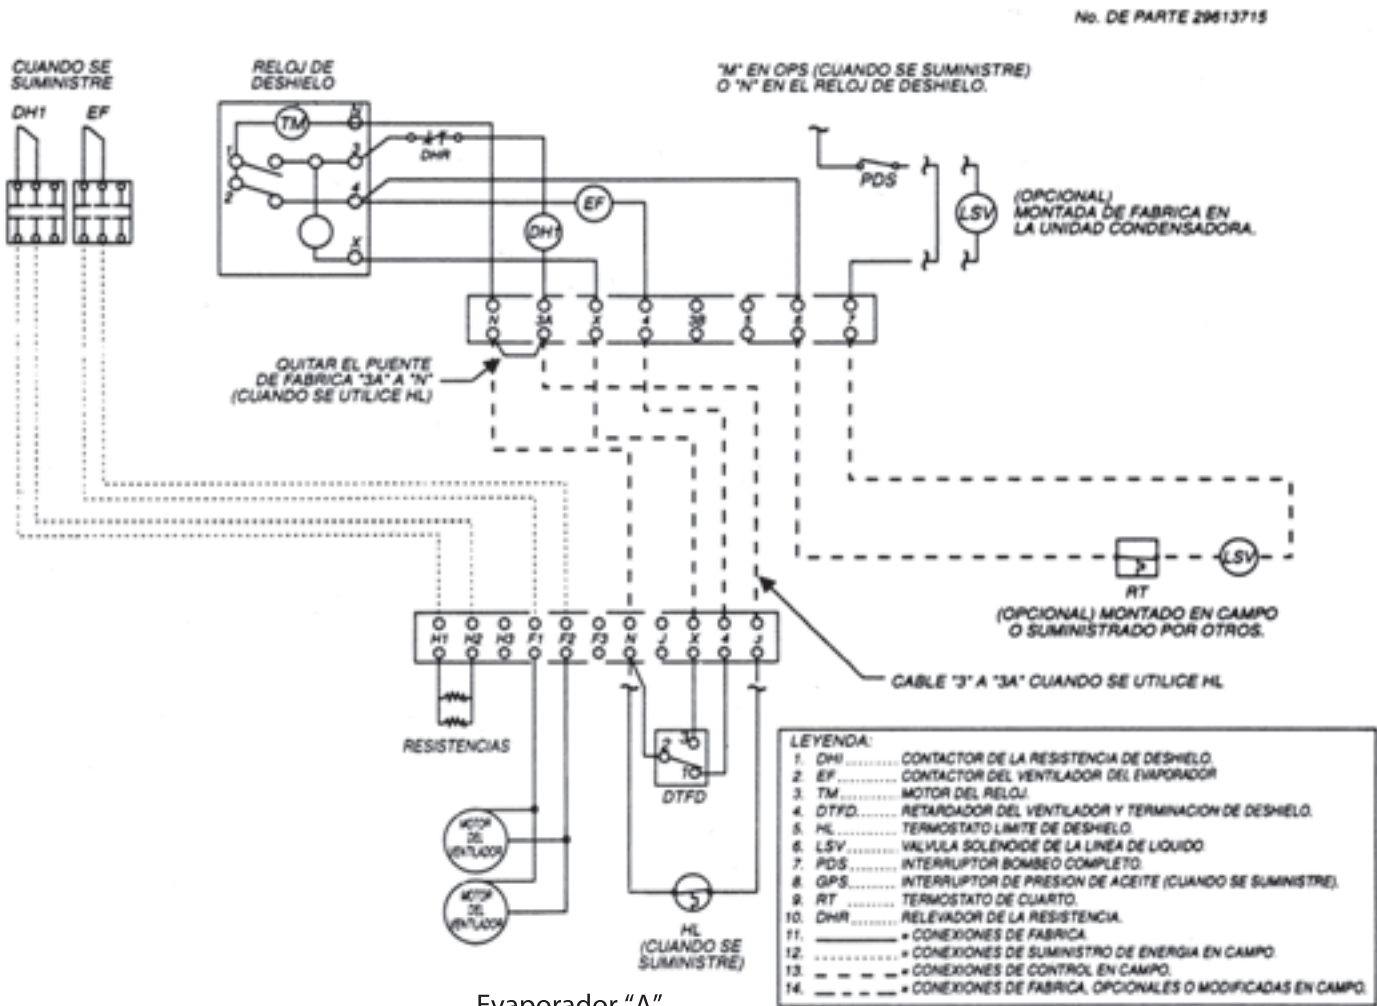 No. DE PARTE 29613715
CUANDO SE
SUMINISTRE
DH1
EF
RELOJ DE
DESHIELO
TM
N
1
3
2
4
X
DHR
EF
DH1
"M" EN OPS (CUANDO SE SUMINISTRE)
O "N" EN EL RELOJ DE DESHIELO.
PDS
LSV
(OPCIONAL)
MONTADA DE FABRICA EN
LA UNIDAD CONDENSADORA.
N 3A X 4 3B 5 6 7
QUITAR EL PUENTE
DE FABRICA "3A" A "N"
(CUANDO SE UTILICE HL)
RT
LSV
(OPCIONAL) MONTADO EN CAMPO
O SUMINISTRADO POR OTROS.
H1 H2 H3 F1 F2 F3 N J X 4 J
CABLE "3" A "3A" CUANDO SE UTILICE HL
RESISTENCIAS
2
3
1
DTFD
MOTOR
DEL
VENTILADOR
MOTOR
DEL
VENTILADOR
HL
(CUANDO SE
SUMINISTRE)
LEYENDA:
1. DHI .......... CONTACTOR DE LA RESISTENCIA DE DESHIELO.
2. EF .......... CONTACTOR DEL VENTILADOR DEL EVAPORADOR
3. TM .......... MOTOR DEL RELOJ.
4. DTFD....... RETARDADOR DEL VENTILADOR Y TERMINACION DE DESHIELO.
5. HL .......... TERMOSTATO LIMITE DE DESHIELO.
6. LSV ......... VALVULA SOLENOIDE DE LA LINEA DE LIQUIDO
7. PDS ......... INTERRUPTOR BOMBEO COMPLETO.
8. GPS ......... INTERRUPTOR DE PRESION DE ACEITE (CUANDO SE SUMINISTRE).
9. RT .......... TERMOSTATO DE CUARTO.
10. DHR ......... RELEVADOR DE LA RESISTENCIA.
11. = CONEXIONES DE FABRICA
12. .............. = CONEXIONES DE SUMINISTRO DE ENERGIA EN CAMPO.
13. = CONEXIONES DE CONTROL EN CAMPO.
14. = CONEXIONES DE FABRICA, OPCIONALES O MODIFICADAS EN CAMPO.
Evaporador "A"